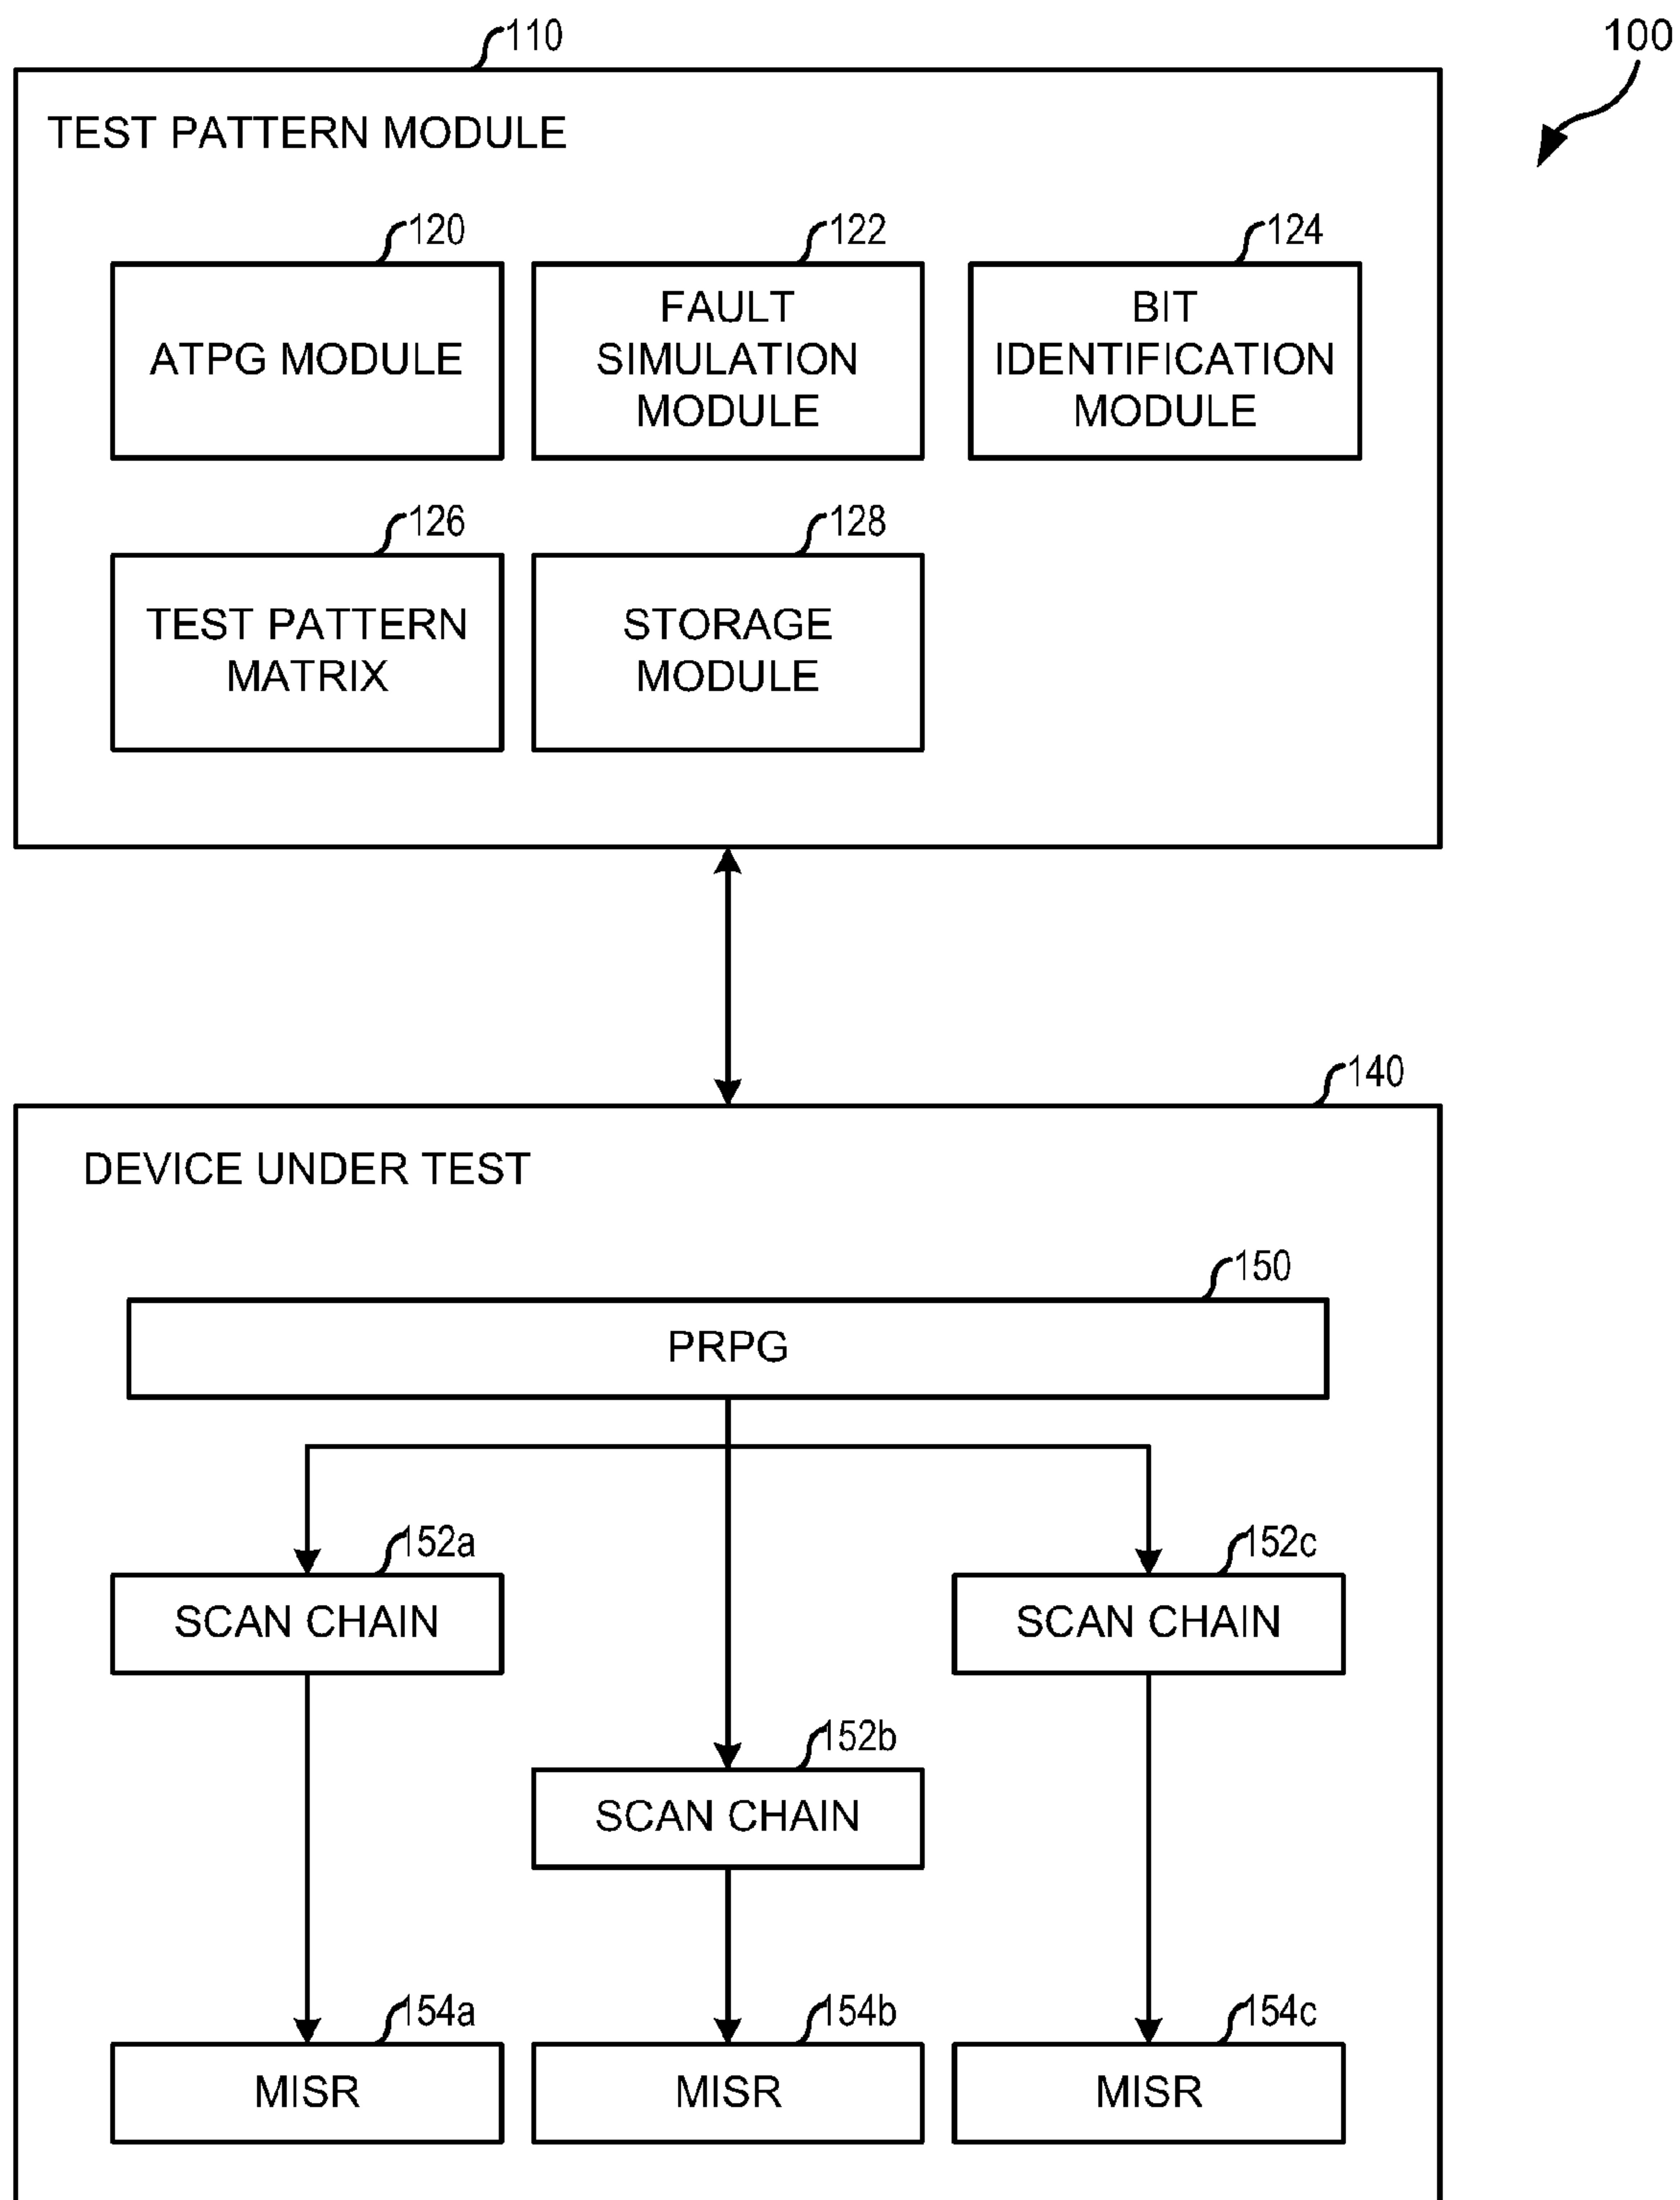 110
100
TEST PATTERN MODULE
120
122
124
ATPG MODULE
FAULT
SIMULATION
MODULE
BIT
IDENTIFICATION
MODULE
126
128
TEST PATTERN
MATRIX
STORAGE
MODULE
140
DEVICE UNDER TEST
150
PRPG
152a
152c
SCAN CHAIN
SCAN CHAIN
152b
SCAN CHAIN
154a
154b
154c
MISR
MISR
MISR